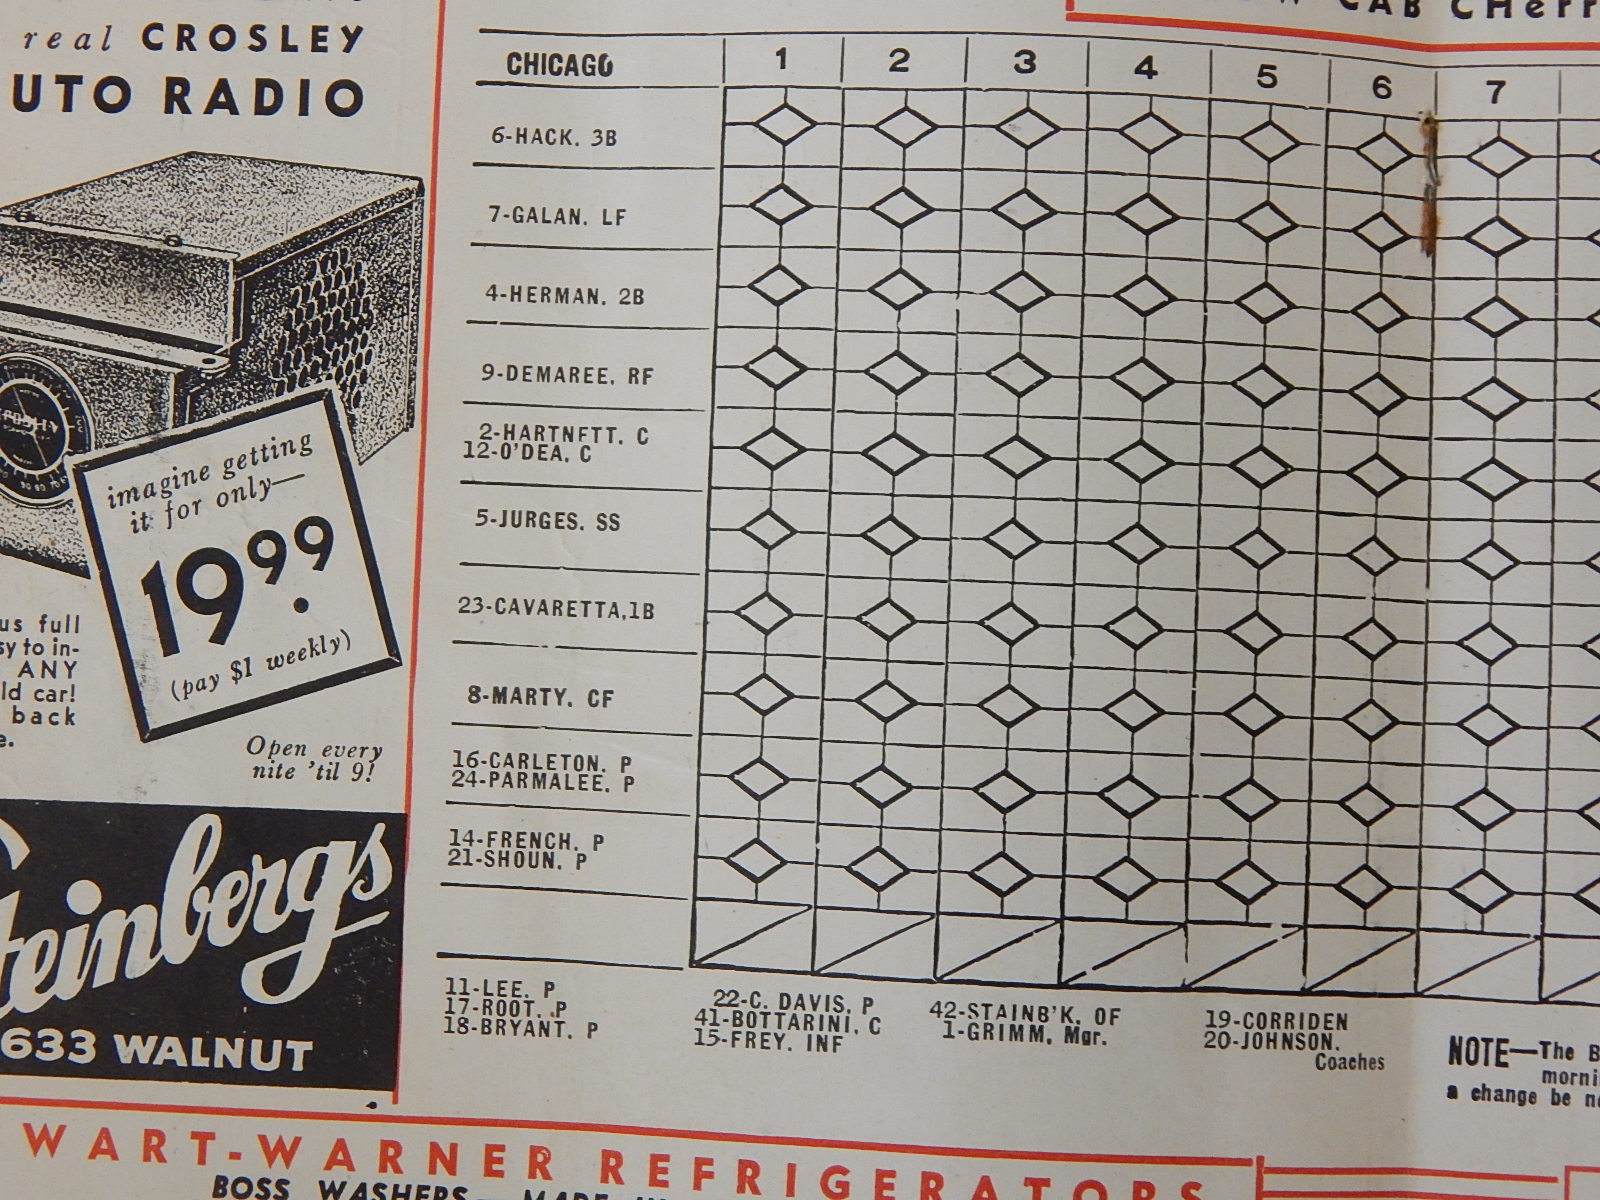 real CROSLEY
UTO RADIO
imagine getting
it for only—
19.99
(pay $1 weekly)
us full
sy to in-
ANY
ld car!
back
e.
Open every
nite 'til 9!
Steinbergs
633 WALNUT
CAB CHerr
CHICAGO 1 2 3 4 5 6 7
6-HACK. 3B
7-GALAN. LF
4-HERMAN. 2B
9-DEMAREE. RF
2-HARTNETT. C
12-O'DEA. C
5-JURGES. SS
23-CAVARETTA,1B
8-MARTY. CF
16-CARLETON. P
24-PARMALEE. P
14-FRENCH. P
21-SHOUN. P
11-LEE. P
17-ROOT. P
18-BRYANT. P
22-C. DAVIS. P
41-BOTTARINI. C
15-FREY. INF
42-STAINB'K. OF
1-GRIMM. Mgr.
19-CORRIDEN
20-JOHNSON.
Coaches
NOTE—The B
morni
a change be n
WART-WARNER REFRIGERATORS
BOSS WASHERS— MADE IN